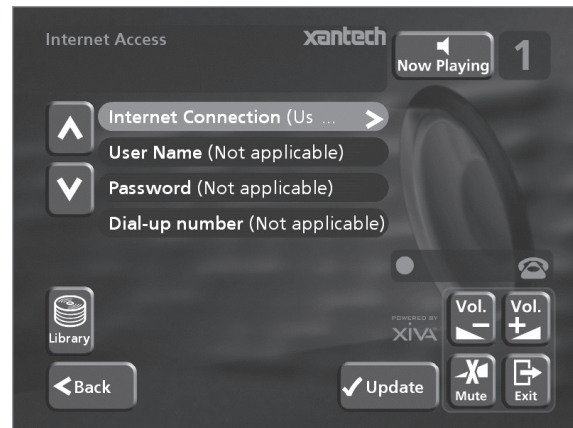 Internet Access
xantech
Now Playing
1
Internet Connection (Us ...
User Name (Not applicable)
Password (Not applicable)
Dial-up number (Not applicable)
Library
POWERED BY
XiVA
Vol.
Vol.
Back
Update
Mute
Exit